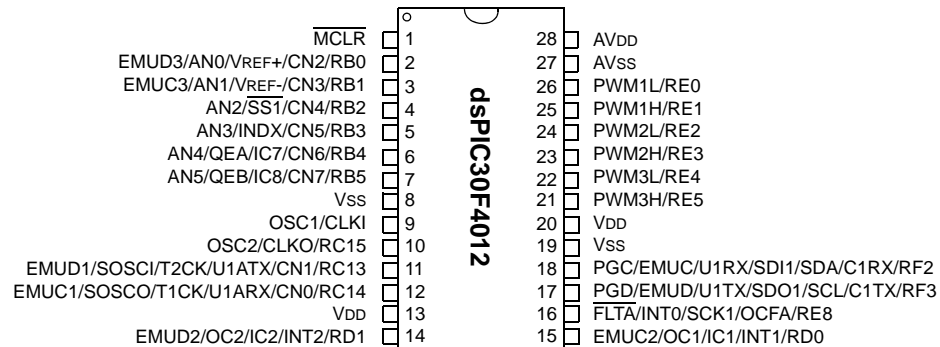 MCLR 1 28 AVDD
EMUD3/AN0/VREF+/CN2/RB0 2 27 AVSS
EMUC3/AN1/VREF-/CN3/RB1 3 26 PWM1L/RE0
AN2/SS1/CN4/RB2 4 25 PWM1H/RE1
AN3/INDX/CN5/RB3 5 24 PWM2L/RE2
AN4/QEA/IC7/CN6/RB4 6 23 PWM2H/RE3
AN5/QEB/IC8/CN7/RB5 7 22 PWM3L/RE4
VSS 8 21 PWM3H/RE5
OSC1/CLKI 9 20 VDD
OSC2/CLKO/RC15 10 19 VSS
EMUD1/SOSCI/T2CK/U1ATX/CN1/RC13 11 18 PGC/EMUC/U1RX/SDI1/SDA/C1RX/RF2
EMUC1/SOSCO/T1CK/U1ARX/CN0/RC14 12 17 PGD/EMUD/U1TX/SDO1/SCL/C1TX/RF3
VDD 13 16 FLTA/INT0/SCK1/OCFA/RE8
EMUD2/OC2/IC2/INT2/RD1 14 15 EMUC2/OC1/IC1/INT1/RD0
dsPIC30F4012